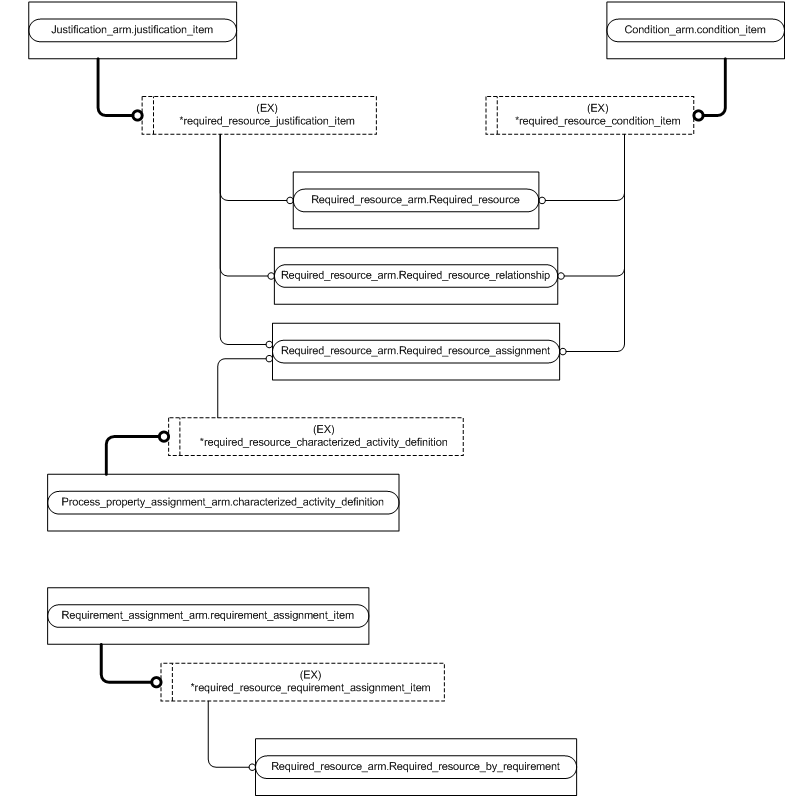 Justification_arm.justification_item
Condition_arm.condition_item
(EX)
*required_resource_justification_item
(EX)
*required_resource_condition_item
Required_resource_arm.Required_resource
Required_resource_arm.Required_resource_relationship
Required_resource_arm.Required_resource_assignment
(EX)
*required_resource_characterized_activity_definition
Process_property_assignment_arm.characterized_activity_definition
Requirement_assignment_arm.requirement_assignment_item
(EX)
*required_resource_requirement_assignment_item
Required_resource_arm.Required_resource_by_requirement